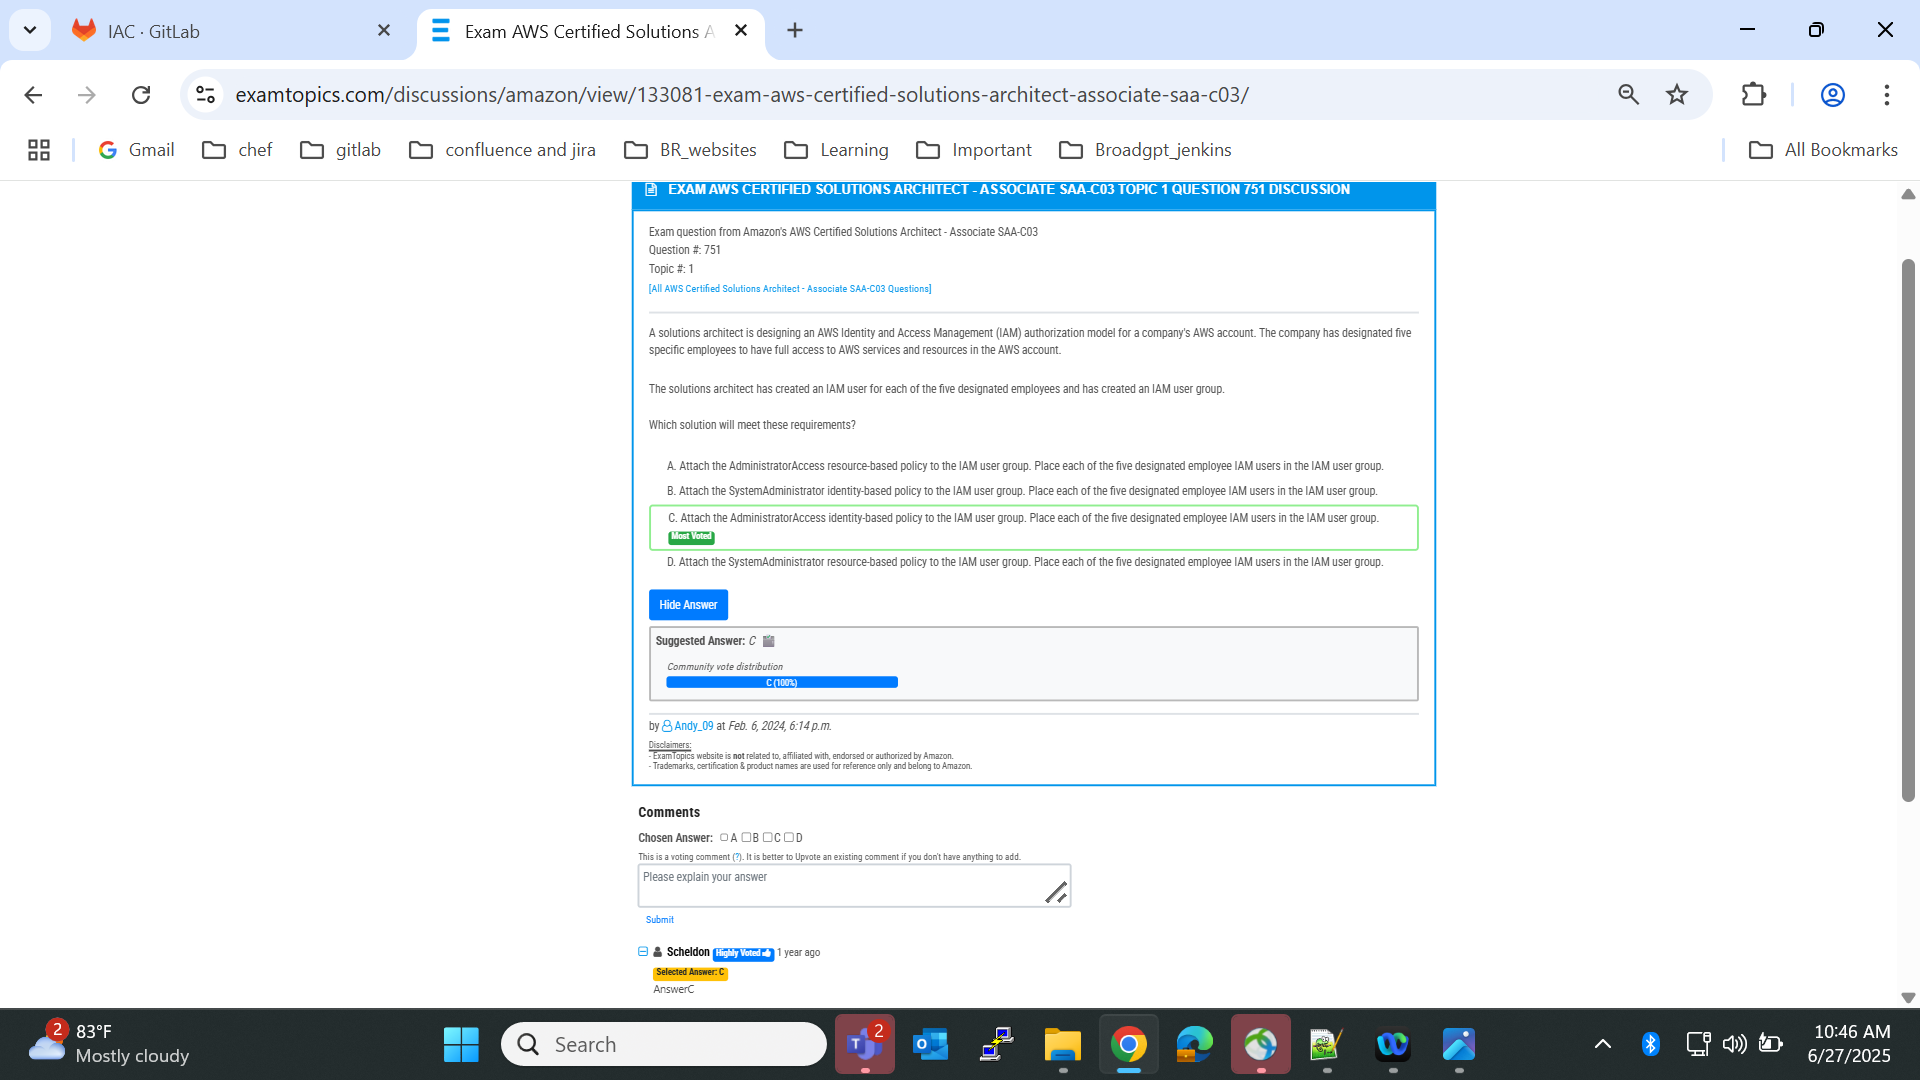 IAC · GitLab
Exam AWS Certified Solutions A
examtopics.com/discussions/amazon/view/133081-exam-aws-certified-solutions-architect-associate-saa-c03/
Gmail
chef
gitlab
confluence and jira
BR_websites
Learning
Important
Broadgpt_jenkins
All Bookmarks
EXAM AWS CERTIFIED SOLUTIONS ARCHITECT - ASSOCIATE SAA-C03 TOPIC 1 QUESTION 751 DISCUSSION
Exam question from Amazon's AWS Certified Solutions Architect - Associate SAA-C03
Question #: 751
Topic #: 1
[All AWS Certified Solutions Architect - Associate SAA-C03 Questions]
A solutions architect is designing an AWS Identity and Access Management (IAM) authorization model for a company's AWS account. The company has designated five
specific employees to have full access to AWS services and resources in the AWS account.
The solutions architect has created an IAM user for each of the five designated employees and has created an IAM user group.
Which solution will meet these requirements?
A. Attach the AdministratorAccess resource-based policy to the IAM user group. Place each of the five designated employee IAM users in the IAM user group.
B. Attach the SystemAdministrator identity-based policy to the IAM user group. Place each of the five designated employee IAM users in the IAM user group.
C. Attach the AdministratorAccess identity-based policy to the IAM user group. Place each of the five designated employee IAM users in the IAM user group.
Most Voted
D. Attach the SystemAdministrator resource-based policy to the IAM user group. Place each of the five designated employee IAM users in the IAM user group.
Hide Answer
Suggested Answer: C
Community vote distribution
C (100%)
by Andy_09 at Feb. 6, 2024, 6:14 p.m.
Disclaimers:
- ExamTopics website is not related to, affiliated with, endorsed or authorized by Amazon.
- Trademarks, certification & product names are used for reference only and belong to Amazon.
Comments
Chosen Answer: A B C D
This is a voting comment (?). It is better to Upvote an existing comment if you don't have anything to add.
Please explain your answer
Submit
Scheldon Highly Voted 1 year ago
Selected Answer: C
AnswerC
2
83°F
Mostly cloudy
Search
2
10:46 AM
6/27/2025